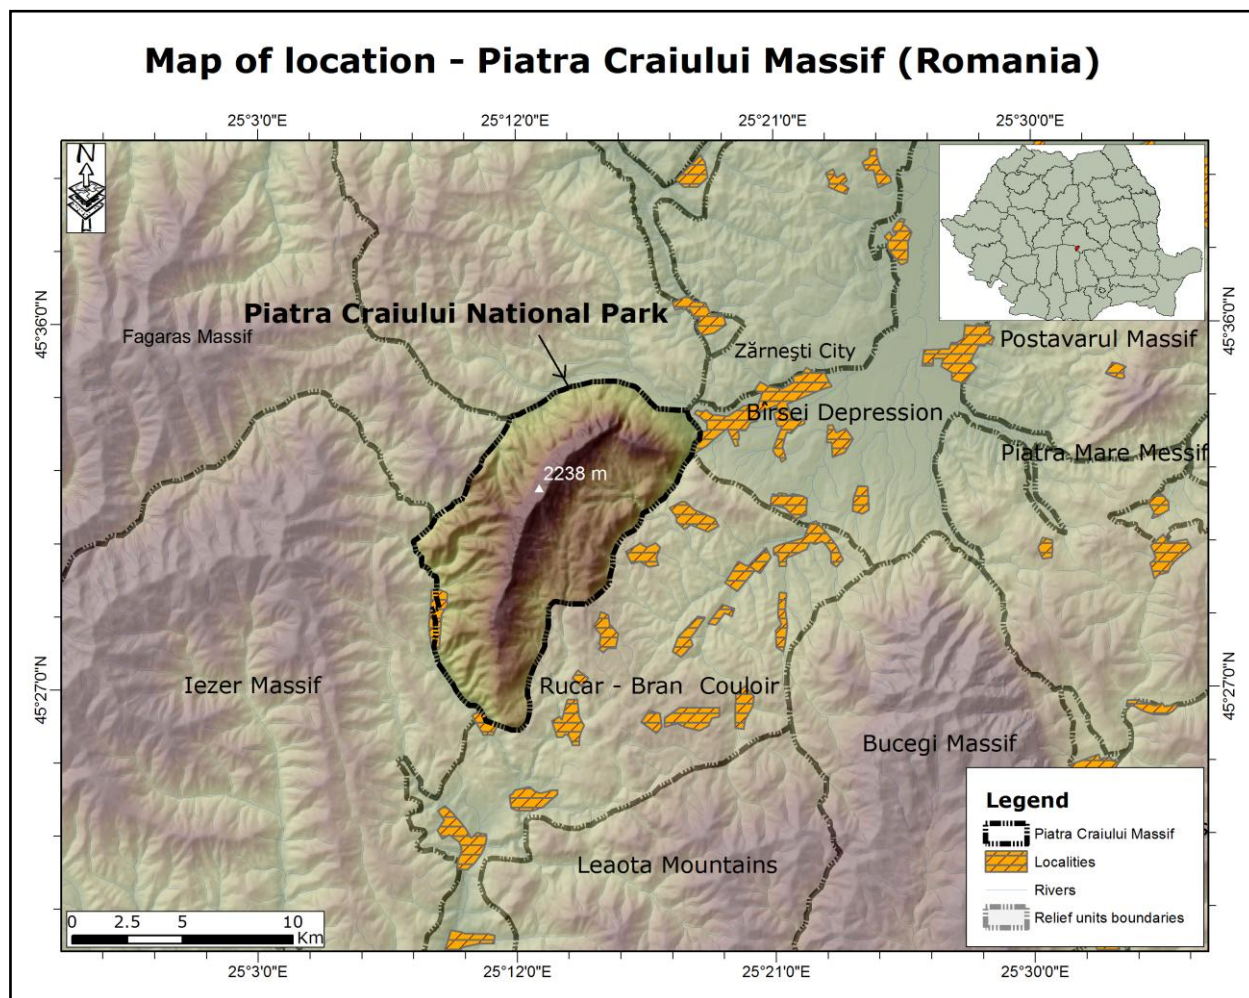 Map of location - Piatra Craiului Massif (Romania)
25°3'0"E
25°12'0"E
25°21'0"E
25°30'0"E
N
Piatra Craiului National Park
45°36'0"N
45°36'0"N
Fagaras Massif
Zărneşti City
Postavarul Massif
Bîrsei Depression
Piatra Mare Messif
2238 m
45°27'0"N
45°27'0"N
Iezer Massif
Rucar - Bran Couloir
Bucegi Massif
Leaota Mountains
Legend
Piatra Craiului Massif
Localities
Rivers
Relief units boundaries
0 2.5 5 10
Km
25°3'0"E
25°12'0"E
25°21'0"E
25°30'0"E